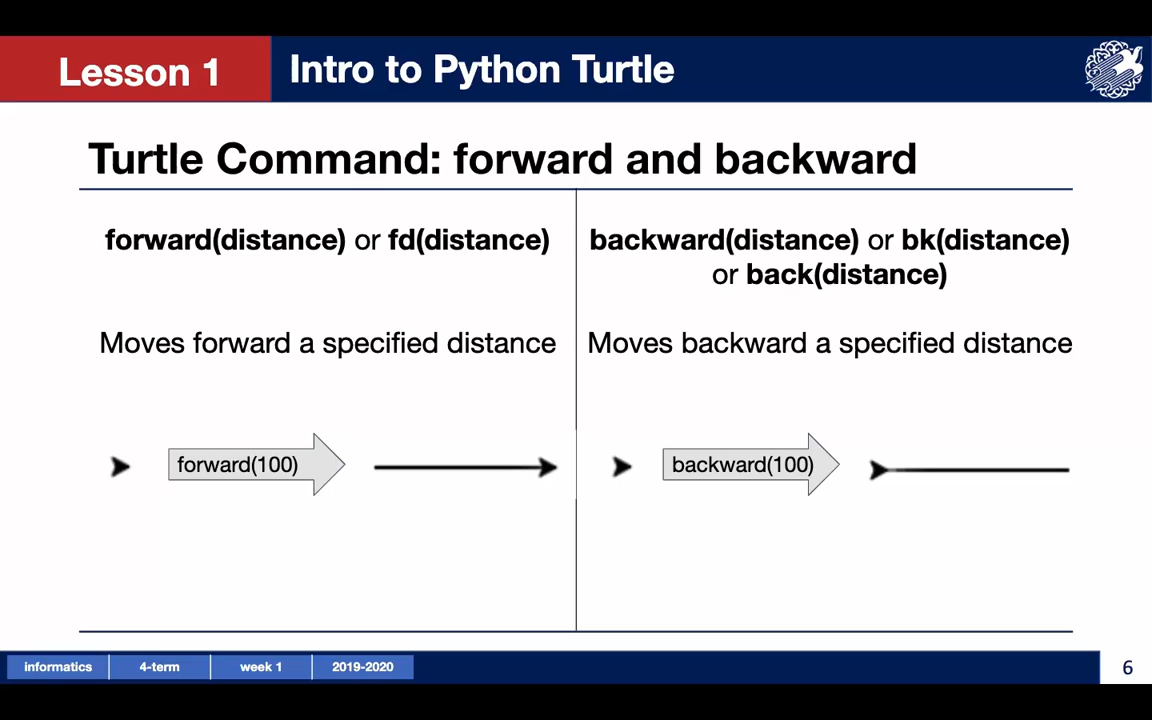 Lesson 1
Intro to Python Turtle
Turtle Command: forward and backward
forward(distance) or fd(distance)
Moves forward a specified distance
forward(100)
backward(distance) or bk(distance)
or back(distance)
Moves backward a specified distance
backward(100)
informatics
4-term
week 1
2019-2020
6